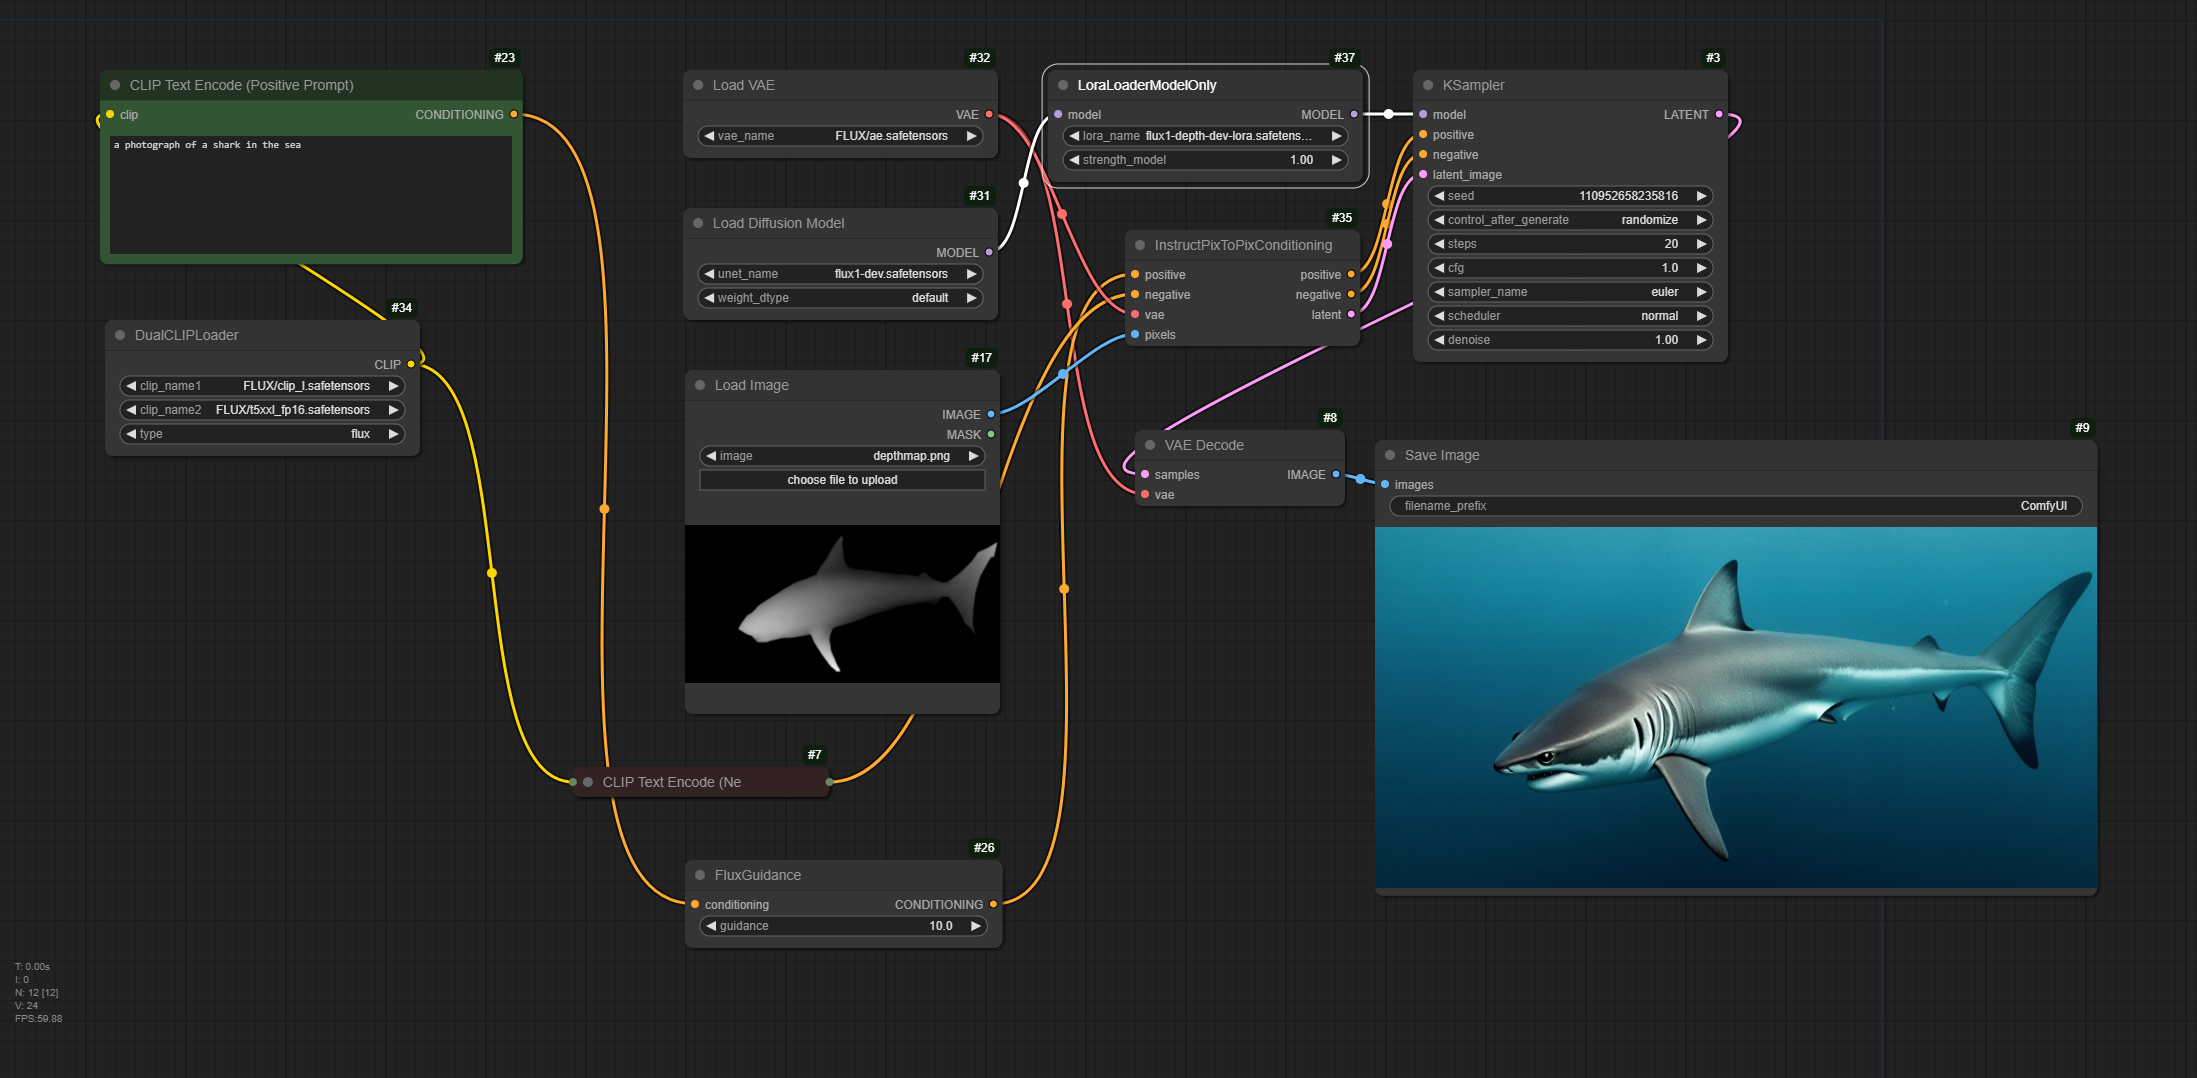 #23
CLIP Text Encode (Positive Prompt)
clip
CONDITIONING
a photograph of a shark in the sea
#34
DualCLIPLoader
CLIP
clip_name1 FLUX/clip_l.safetensors
clip_name2 FLUX/t5xxl_fp16.safetensors
type flux
#32
Load VAE
VAE
vae_name FLUX/ae.safetensors
#31
Load Diffusion Model
MODEL
unet_name flux1-dev.safetensors
weight_dtype default
#17
Load Image
IMAGE
MASK
image depthmap.png
choose file to upload
#7
CLIP Text Encode (Ne
#26
FluxGuidance
conditioning CONDITIONING
guidance 10.0
#37
LoraLoaderModelOnly
model MODEL
lora_name flux1-depth-dev-lora.safetens...
strength_model 1.00
#35
InstructPixToPixConditioning
positive positive
negative negative
vae latent
pixels
#3
KSampler
model LATENT
positive
negative
latent_image
seed 110952658235816
control_after_generate randomize
steps 20
cfg 1.0
sampler_name euler
scheduler normal
denoise 1.00
#8
VAE Decode
samples IMAGE
vae
#9
Save Image
images
filename_prefix ComfyUI
T: 0.00s
I: 0
N: 12 [12]
V: 24
FPS:59.88